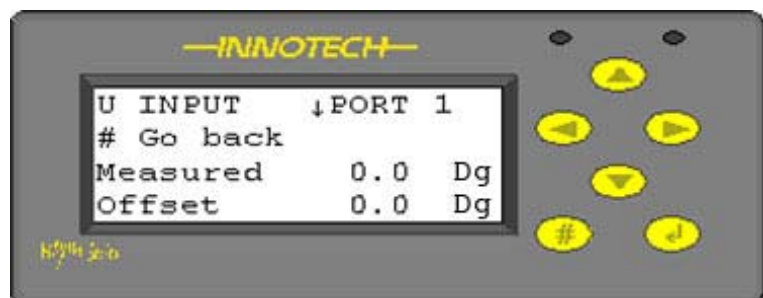 INNOTECH
U INPUT ↓PORT 1
# Go back
Measured 0.0 Dg
Offset 0.0 Dg
#